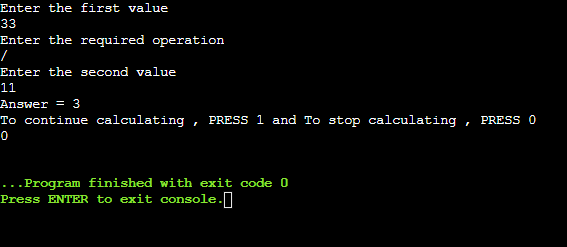 Enter the first value
33
Enter the required operation
/
Enter the second value
11
Answer = 3
To continue calculating , PRESS 1 and To stop calculating , PRESS 0
0
...Program finished with exit code 0
Press ENTER to exit console.